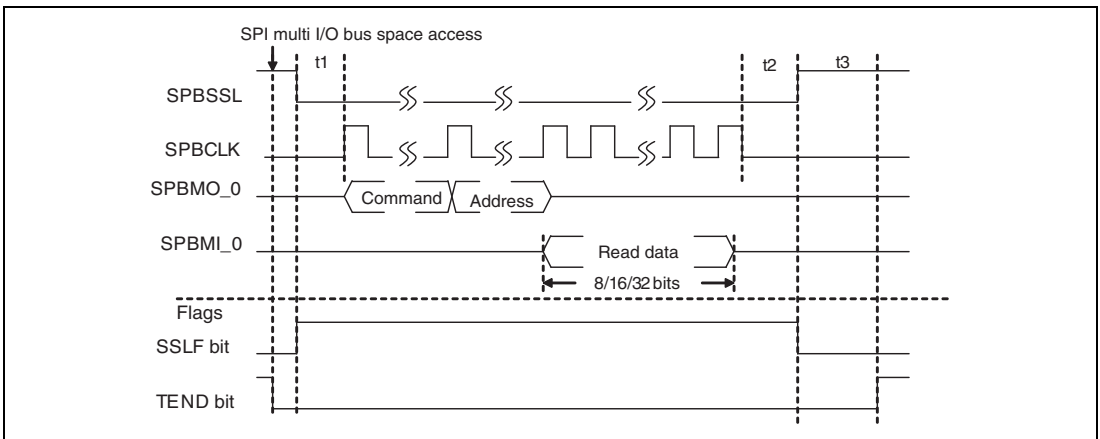 SPI multi I/O bus space access
t1
t2
t3
SPBSSL
SPBCLK
SPBMO_0
Command
Address
SPBMI_0
Read data
8/16/32 bits
Flags
SSLF bit
TEND bit